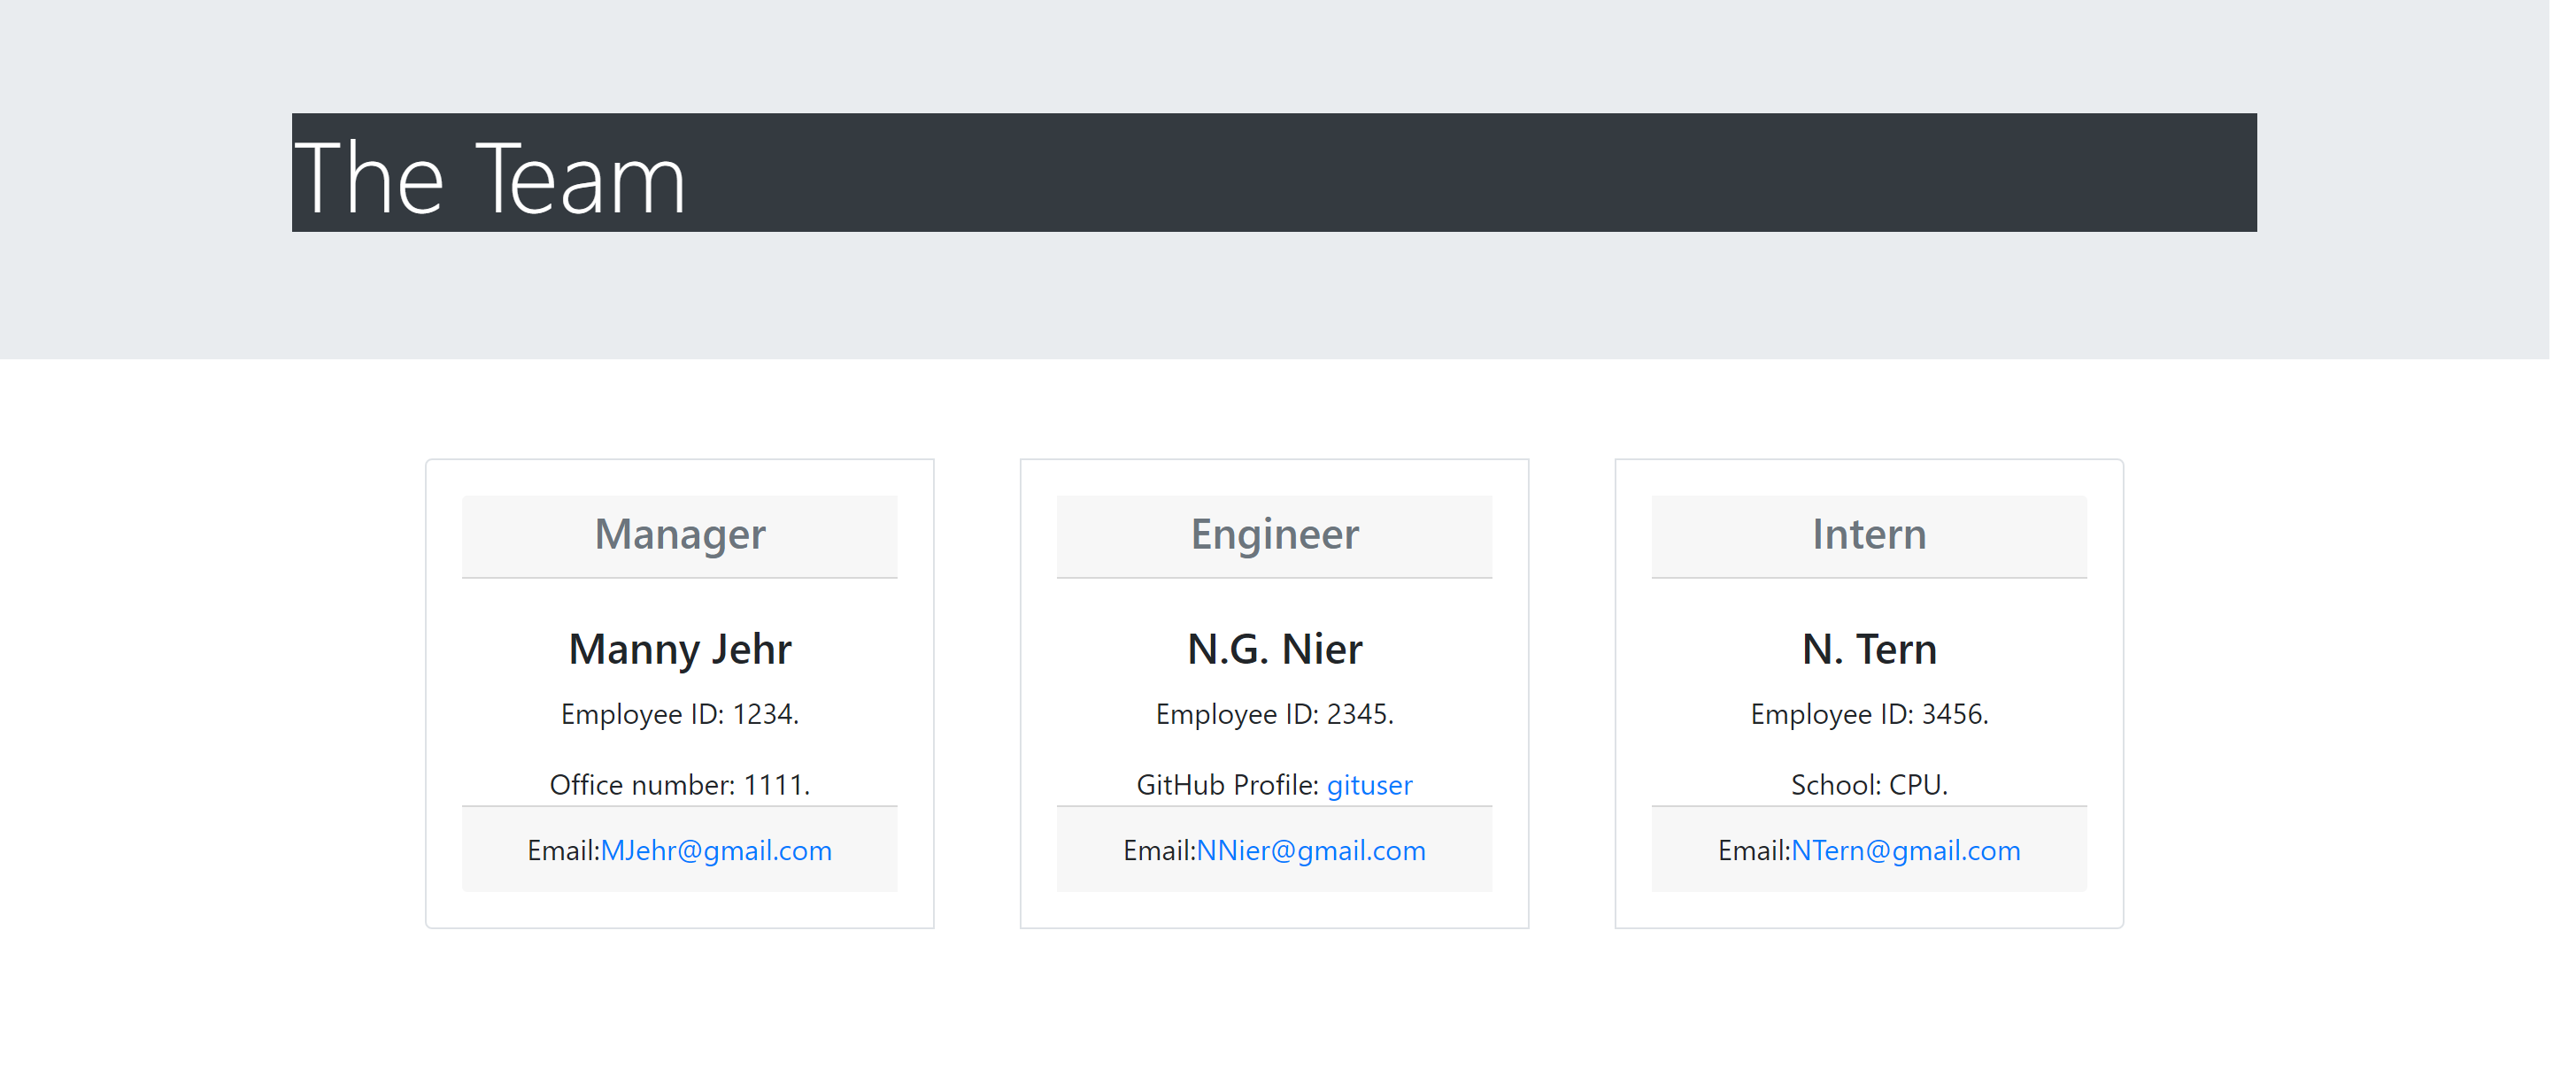 The Team
Manager
Manny Jehr
Employee ID: 1234.
Office number: 1111.
Email:MJehr@gmail.com
Engineer
N.G. Nier
Employee ID: 2345.
GitHub Profile: gituser
Email:NNier@gmail.com
Intern
N. Tern
Employee ID: 3456.
School: CPU.
Email:NTern@gmail.com